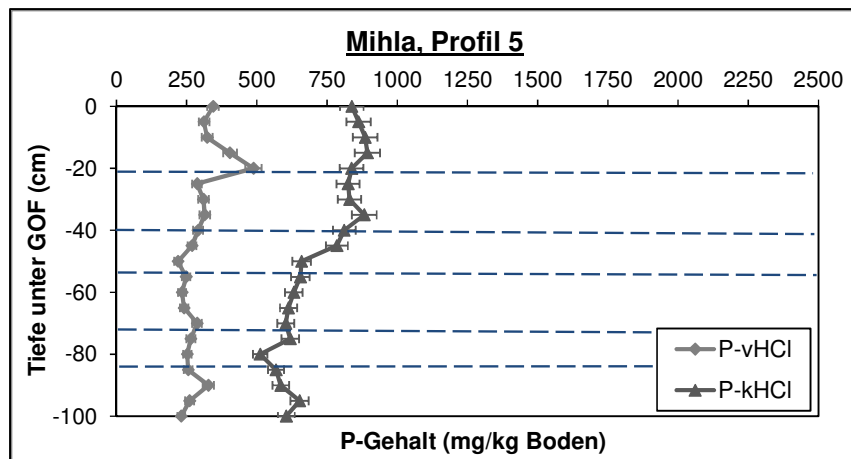 Mihla, Profil 5
0 250 500 750 1000 1250 1500 1750 2000 2250 2500
Tiefe unter GOF (cm)
0
-20
-40
-60
-80
-100
P-vHCl
P-kHCl
P-Gehalt (mg/kg Boden)